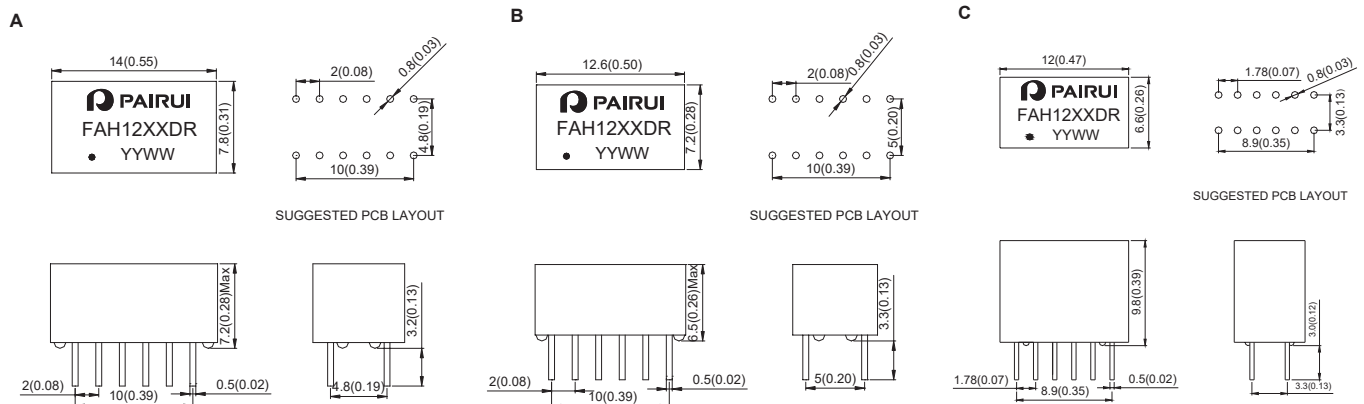 A
14(0.55)
PAIRUI
FAH12XXDR
YYWW
7.8(0.31)
2(0.08)
0.8(0.03)
4.8(0.19)
10(0.39)
SUGGESTED PCB LAYOUT
7.2(0.28)Max
2(0.08)
10(0.39)
0.5(0.02)
3.2(0.13)
4.8(0.19)
B
12.6(0.50)
PAIRUI
FAH12XXDR
YYWW
7.2(0.28)
2(0.08)
0.8(0.03)
5(0.20)
10(0.39)
SUGGESTED PCB LAYOUT
6.5(0.26)Max
2(0.08)
10(0.39)
0.5(0.02)
3.3(0.13)
5(0.20)
C
12(0.47)
PAIRUI
FAH12XXDR
YYWW
6.6(0.26)
1.78(0.07)
0.8(0.03)
3.3(0.13)
8.9(0.35)
SUGGESTED PCB LAYOUT
9.8(0.39)
1.78(0.07)
8.9(0.35)
0.5(0.02)
3.0(0.12)
3.3(0.13)